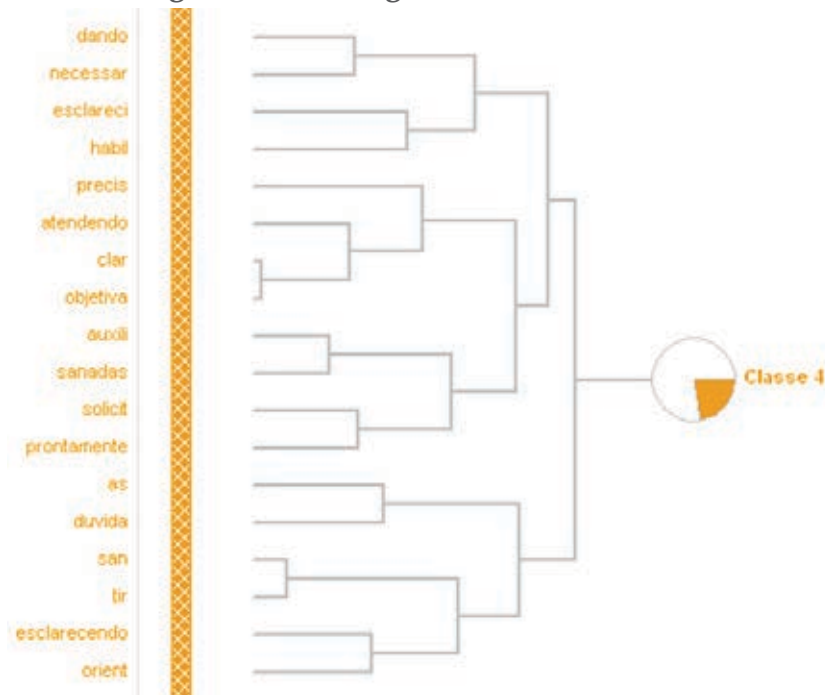 dando
necessar
esclareci
habil
precis
atendendo
clar
objetiva
auxili
sanadas
solicit
prontamente
as
duvida
san
tir
esclarecendo
orient
Classe 4